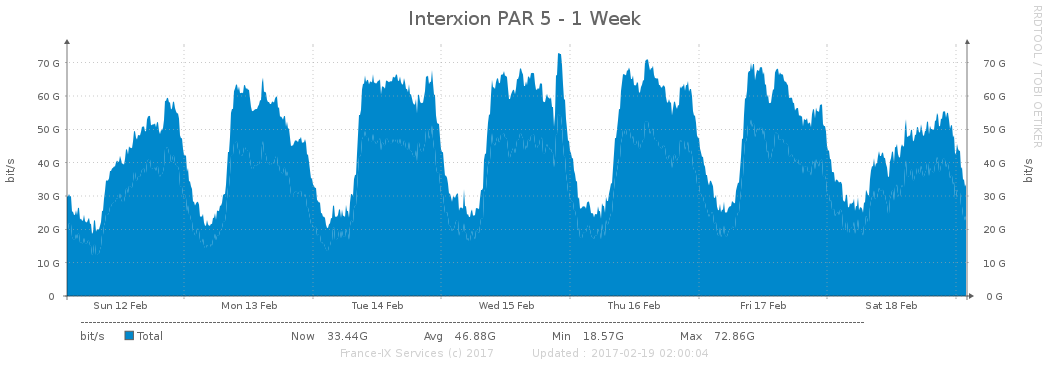 Interxion PAR 5 - 1 Week
RRDTOOL / TOBI OETIKER
bit/s
70 G
60 G
50 G
40 G
30 G
20 G
10 G
0
70 G
60 G
50 G
40 G
30 G
20 G
10 G
0 G
bit/s
Sun 12 Feb Mon 13 Feb Tue 14 Feb Wed 15 Feb Thu 16 Feb Fri 17 Feb Sat 18 Feb
bit/s Total Now 33.44G Avg 46.88G Min 18.57G Max 72.86G
France-IX Services (c) 2017 Updated : 2017-02-19 02:00:04